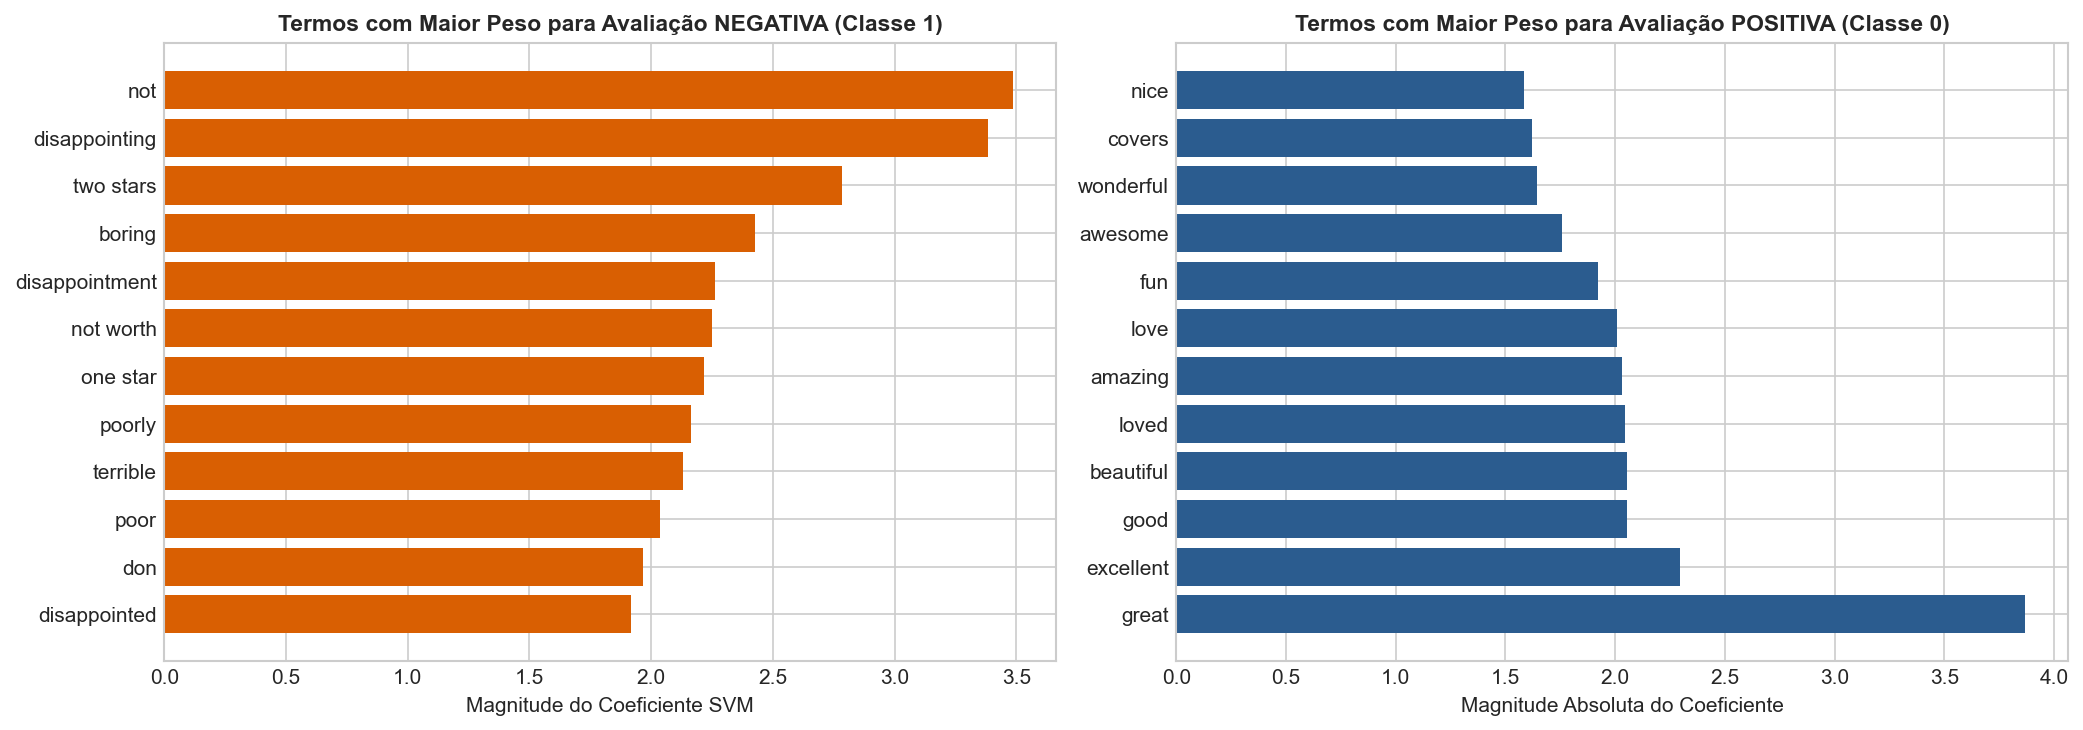 Termos com Maior Peso para Avaliação NEGATIVA (Classe 1)
not
disappointing
two stars
boring
disappointment
not worth
one star
poorly
terrible
poor
don
disappointed
0.0 0.5 1.0 1.5 2.0 2.5 3.0 3.5
Magnitude do Coeficiente SVM
Termos com Maior Peso para Avaliação POSITIVA (Classe 0)
nice
covers
wonderful
awesome
fun
love
amazing
loved
beautiful
good
excellent
great
0.0 0.5 1.0 1.5 2.0 2.5 3.0 3.5 4.0
Magnitude Absoluta do Coeficiente